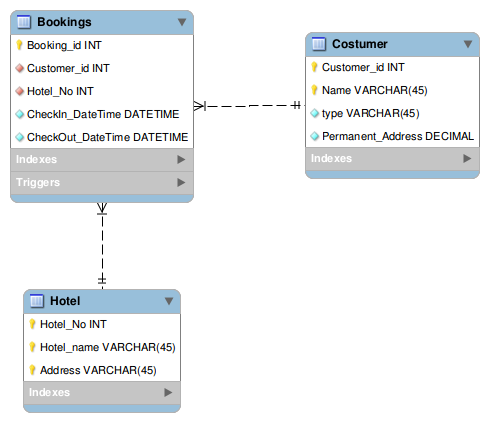 Bookings
Booking_id INT
Customer_id INT
Hotel_No INT
CheckIn_DateTime DATETIME
CheckOut_DateTime DATETIME
Indexes
Triggers
Costumer
Customer_id INT
Name VARCHAR(45)
type VARCHAR(45)
Permanent_Address DECIMAL
Indexes
Hotel
Hotel_No INT
Hotel_name VARCHAR(45)
Address VARCHAR(45)
Indexes